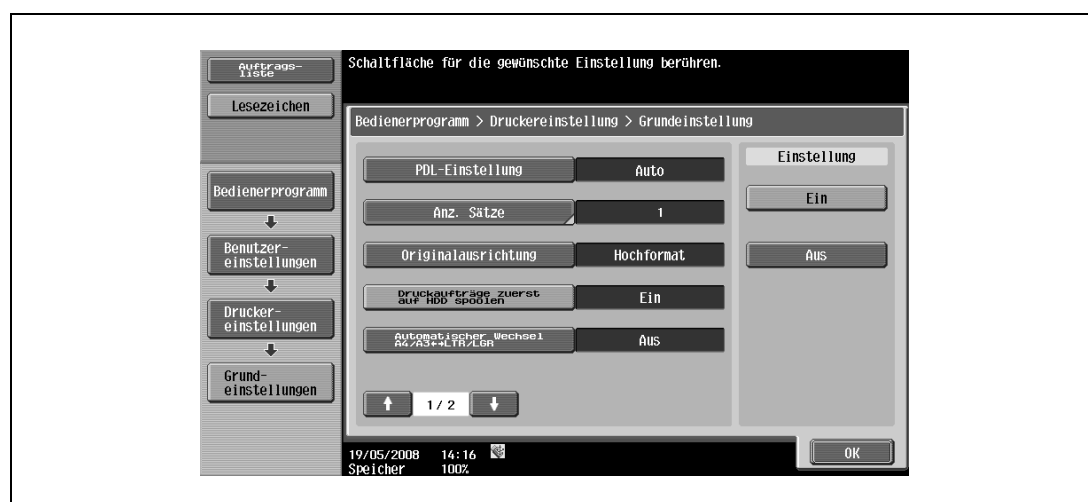 Auftrags-
liste
Lesezeichen
Bedienerprogramm
Benutzer-
einstellungen
Drucker-
einstellungen
Grund-
einstellungen
Schaltfläche für die gewünschte Einstellung berühren.
Bedienerprogramm > Druckereinstellung > Grundeinstellung
PDL-Einstellung Auto
Anz. Sätze 1
Originalausrichtung Hochformat
Druckaufträge zuerst
auf HDD spoolen Ein
Automatischer Wechsel
A4/A3↔LTR/LGR Aus
1/2
Einstellung
Ein
Aus
19/05/2008 14:16
Speicher 100%
OK